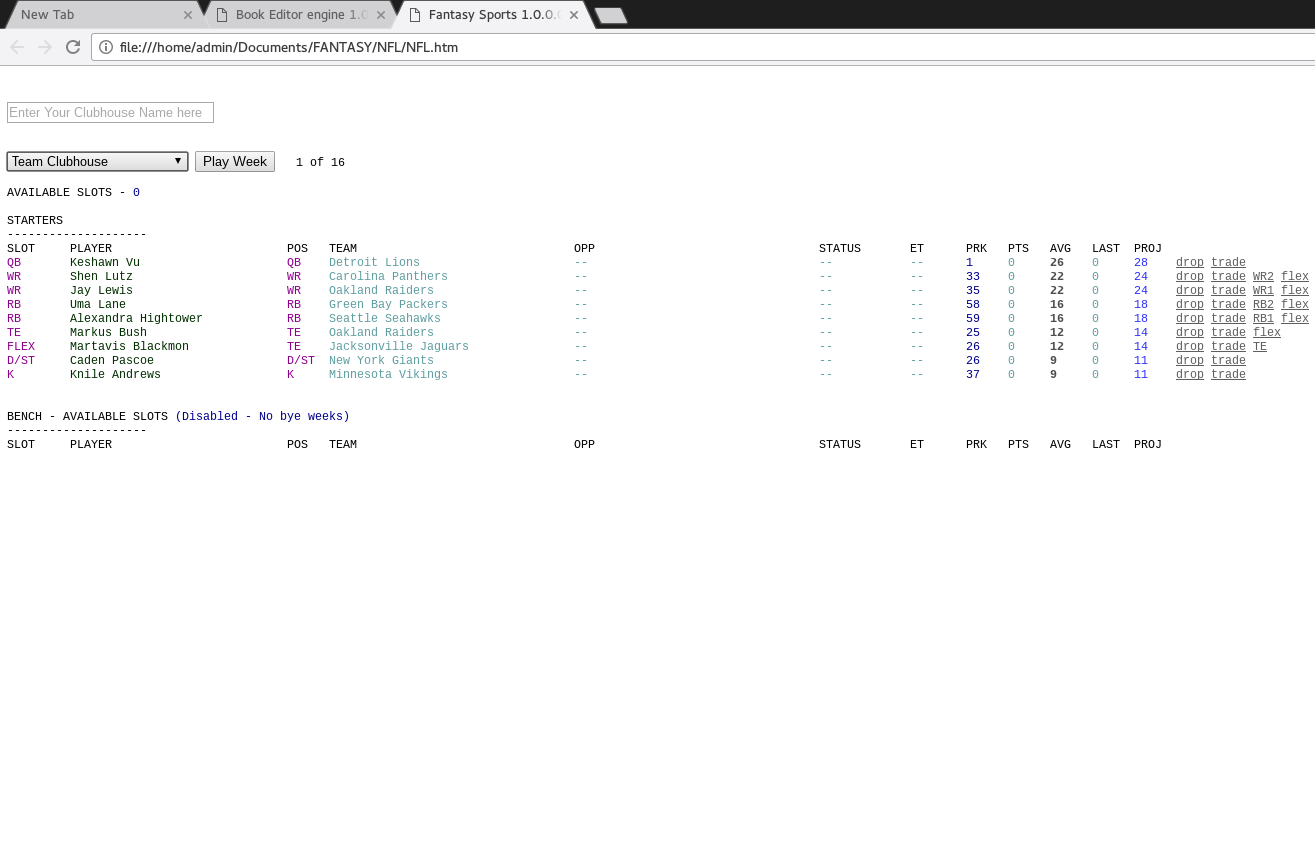 New Tab
Book Editor engine 1.0
Fantasy Sports 1.0.0.0
file:///home/admin/Documents/FANTASY/NFL/NFL.htm
Enter Your Clubhouse Name here
Team Clubhouse Play Week 1 of 16
AVAILABLE SLOTS - 0
STARTERS
--------------------
SLOT PLAYER POS TEAM OPP STATUS ET PRK PTS AVG LAST PROJ
QB Keshawn Vu QB Detroit Lions -- -- -- 1 0 26 0 28 drop trade
WR Shen Lutz WR Carolina Panthers -- -- -- 33 0 22 0 24 drop trade WR2 flex
WR Jay Lewis WR Oakland Raiders -- -- -- 35 0 22 0 24 drop trade WR1 flex
RB Uma Lane RB Green Bay Packers -- -- -- 58 0 16 0 18 drop trade RB2 flex
RB Alexandra Hightower RB Seattle Seahawks -- -- -- 59 0 16 0 18 drop trade RB1 flex
TE Markus Bush TE Oakland Raiders -- -- -- 25 0 12 0 14 drop trade flex
FLEX Martavis Blackmon TE Jacksonville Jaguars -- -- -- 26 0 12 0 14 drop trade TE
D/ST Caden Pascoe D/ST New York Giants -- -- -- 26 0 9 0 11 drop trade
K Knile Andrews K Minnesota Vikings -- -- -- 37 0 9 0 11 drop trade
BENCH - AVAILABLE SLOTS (Disabled - No bye weeks)
--------------------
SLOT PLAYER POS TEAM OPP STATUS ET PRK PTS AVG LAST PROJ